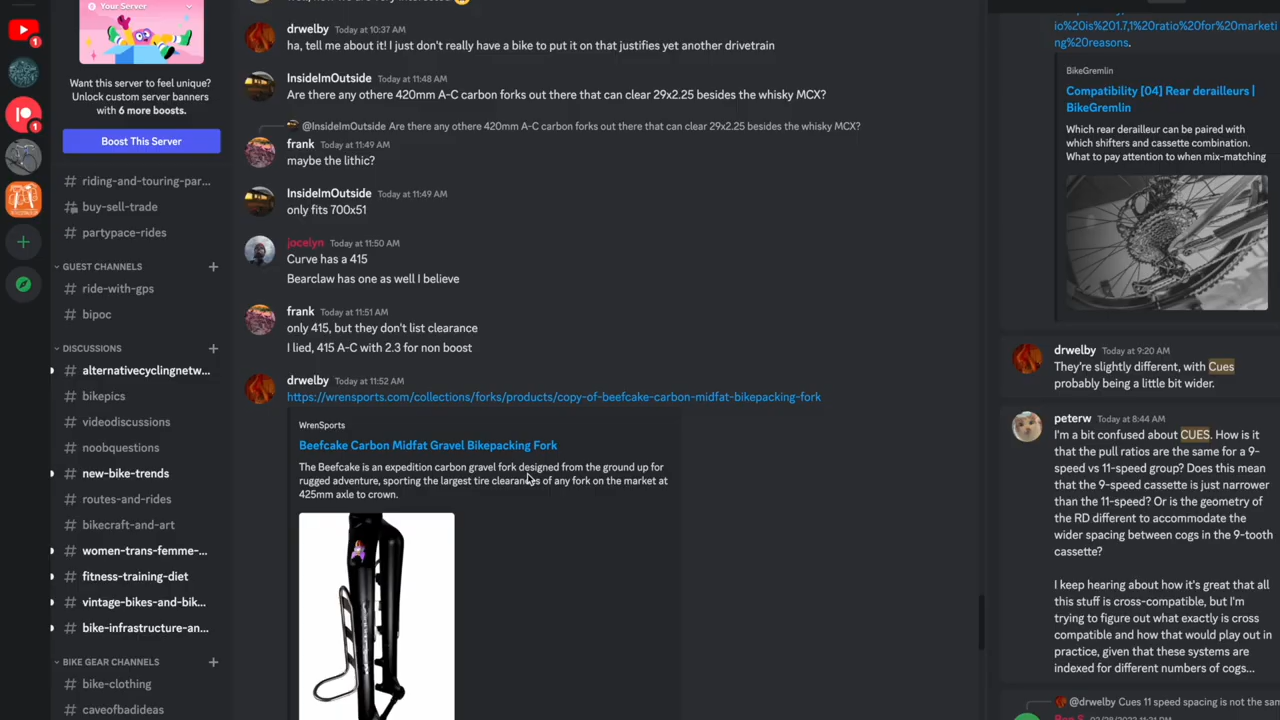 Your Server
Want this server to feel unique?
Unlock custom server banners
with 6 more boosts.
Boost This Server
1
1
# riding-and-touring-par...
# buy-sell-trade
# partypace-rides
GUEST CHANNELS +
# ride-with-gps
# bipoc
DISCUSSIONS +
# alternativecyclingnetw...
# bikepics
# videodiscussions
# noobquestions
# new-bike-trends
# routes-and-rides
# bikecraft-and-art
# women-trans-femme-...
# fitness-training-diet
# vintage-bikes-and-bik...
# bike-infrastructure-an...
BIKE GEAR CHANNELS +
# bike-clothing
# caveofbadideas
drwelby Today at 10:37 AM
ha, tell me about it! I just don't really have a bike to put it on that justifies yet another drivetrain
InsideImOutside Today at 11:48 AM
Are there any othere 420mm A-C carbon forks out there that can clear 29x2.25 besides the whisky MCX?
@InsideImOutside Are there any othere 420mm A-C carbon forks out there that can clear 29x2.25 besides the whisky MCX?
frank Today at 11:49 AM
maybe the lithic?
InsideImOutside Today at 11:49 AM
only fits 700x51
jocelyn Today at 11:50 AM
Curve has a 415
Bearclaw has one as well I believe
frank Today at 11:51 AM
only 415, but they don't list clearance
I lied, 415 A-C with 2.3 for non boost
drwelby Today at 11:52 AM
https://wrensports.com/collections/forks/products/copy-of-beefcake-carbon-midfat-bikepacking-fork
WrenSports
Beefcake Carbon Midfat Gravel Bikepacking Fork
The Beefcake is an expedition carbon gravel fork designed from the ground up for
rugged adventure, sporting the largest tire clearances of any fork on the market at
425mm axle to crown.
io%20is%201.7,1%20ratio%20for%20marketi
ng%20reasons.
BikeGremlin
Compatibility [04] Rear derailleurs |
BikeGremlin
Which rear derailleur can be paired with
which shifters and cassette combination.
What to pay attention to when mix-matching
drwelby Today at 9:20 AM
They're slightly different, with Cues
probably being a little bit wider.
peterw Today at 8:44 AM
I'm a bit confused about CUES. How is it
that the pull ratios are the same for a 9-
speed vs 11-speed group? Does this mean
that the 9-speed cassette is just narrower
than the 11-speed? Or is the geometry of
the RD different to accommodate the
wider spacing between cogs in the 9-tooth
cassette?
I keep hearing about how it's great that all
this stuff is cross-compatible, but I'm
trying to figure out what exactly is cross
compatible and how that would play out in
practice, given that these systems are
indexed for different numbers of cogs...
@drwelby Cues 11 speed spacing is not the sam